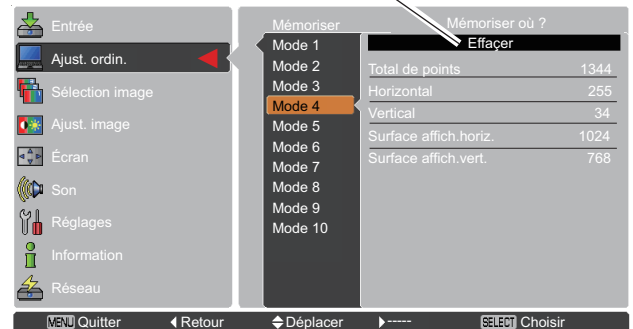 Entrée
Ajust. ordin.
Sélection image
Ajust. image
Écran
Son
Réglages
Information
Réseau
Mémoriser
Mode 1
Mode 2
Mode 3
Mode 4
Mode 5
Mode 6
Mode 7
Mode 8
Mode 9
Mode 10
Mémoriser où ?
Effaçer
Total de points 1344
Horizontal 255
Vertical 34
Surface affich.horiz. 1024
Surface affich.vert. 768
MENU Quitter Retour Déplacer ----- SELECT Choisir